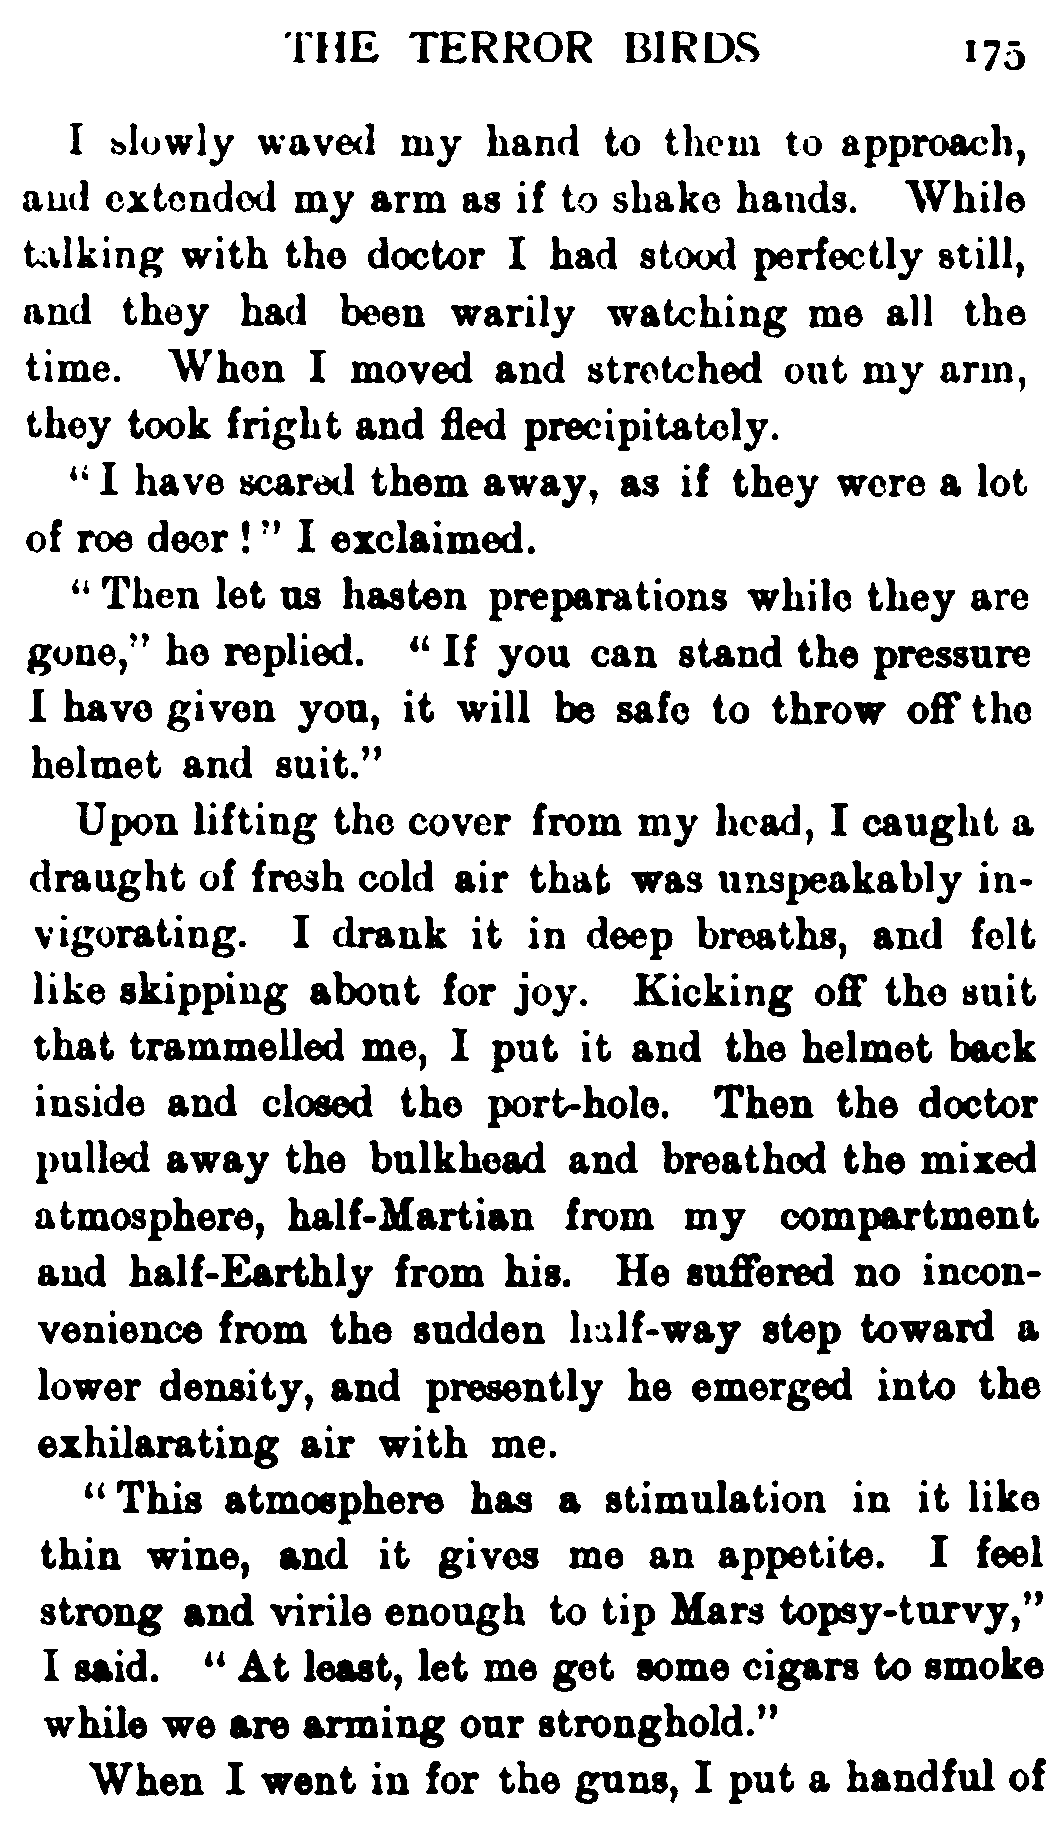 THE TERROR BIRDS 175
I slowly waved my hand to them to approach,
and extended my arm as if to shake hands. While
talking with the doctor I had stood perfectly still,
and they had been warily watching me all the
time. When I moved and stretched out my arm,
they took fright and fled precipitately.
“I have scared them away, as if they were a lot
of roe deer!” I exclaimed.
“Then let us hasten preparations while they are
gone,” he replied. “If you can stand the pressure
I have given you, it will be safe to throw off the
helmet and suit.”
Upon lifting the cover from my head, I caught a
draught of fresh cold air that was unspeakably in-
vigorating. I drank it in deep breaths, and felt
like skipping about for joy. Kicking off the suit
that trammelled me, I put it and the helmet back
inside and closed the port-hole. Then the doctor
pulled away the bulkhead and breathed the mixed
atmosphere, half-Martian from my compartment
and half-Earthly from his. He suffered no incon-
venience from the sudden half-way step toward a
lower density, and presently he emerged into the
exhilarating air with me.
“This atmosphere has a stimulation in it like
thin wine, and it gives me an appetite. I feel
strong and virile enough to tip Mars topsy-turvy,”
I said. “At least, let me get some cigars to smoke
while we are arming our stronghold.”
When I went in for the guns, I put a handful of